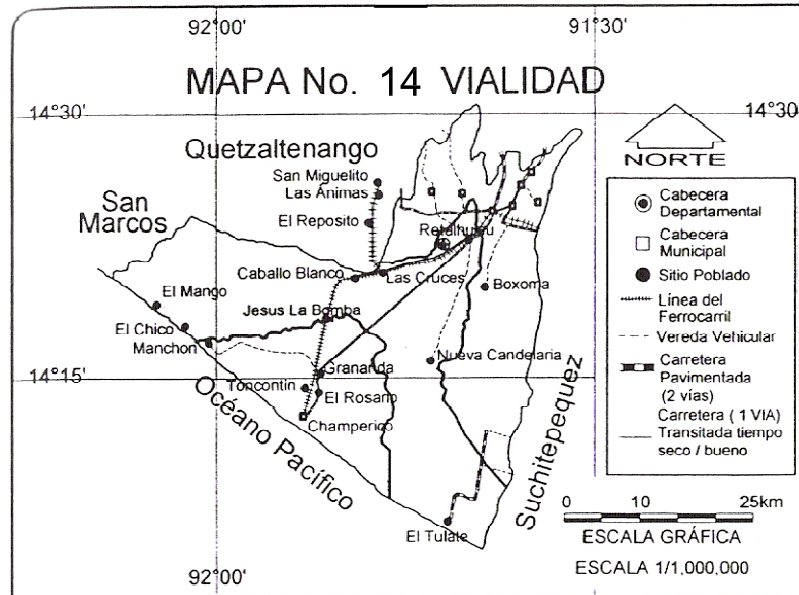 92°00'
91°30'
MAPA No. 14 VIALIDAD
14°30'
14°30'
Quetzaltenango
San
Marcos
San Miguelito
Las Ánimas
El Reposito
Retalhuleu
Caballo Blanco
Las Cruces
Boxoma
El Mango
Jesus La Bomba
El Chico
Manchon
Nueva Candelaria
14°15'
Grananda
Toncontin
El Rosario
Champerico
Océano Pacífico
Suchitepequez
El Tulate
92°00'
NORTE
Cabecera
Departamental
Cabecera
Municipal
Sitio Poblado
Línea del
Ferrocarril
Vereda Vehicular
Carretera
Pavimentada
(2 vías)
Carretera ( 1 VIA)
Transitada tiempo
seco / bueno
0 10 20 25km
ESCALA GRÁFICA
ESCALA 1/1,000,000